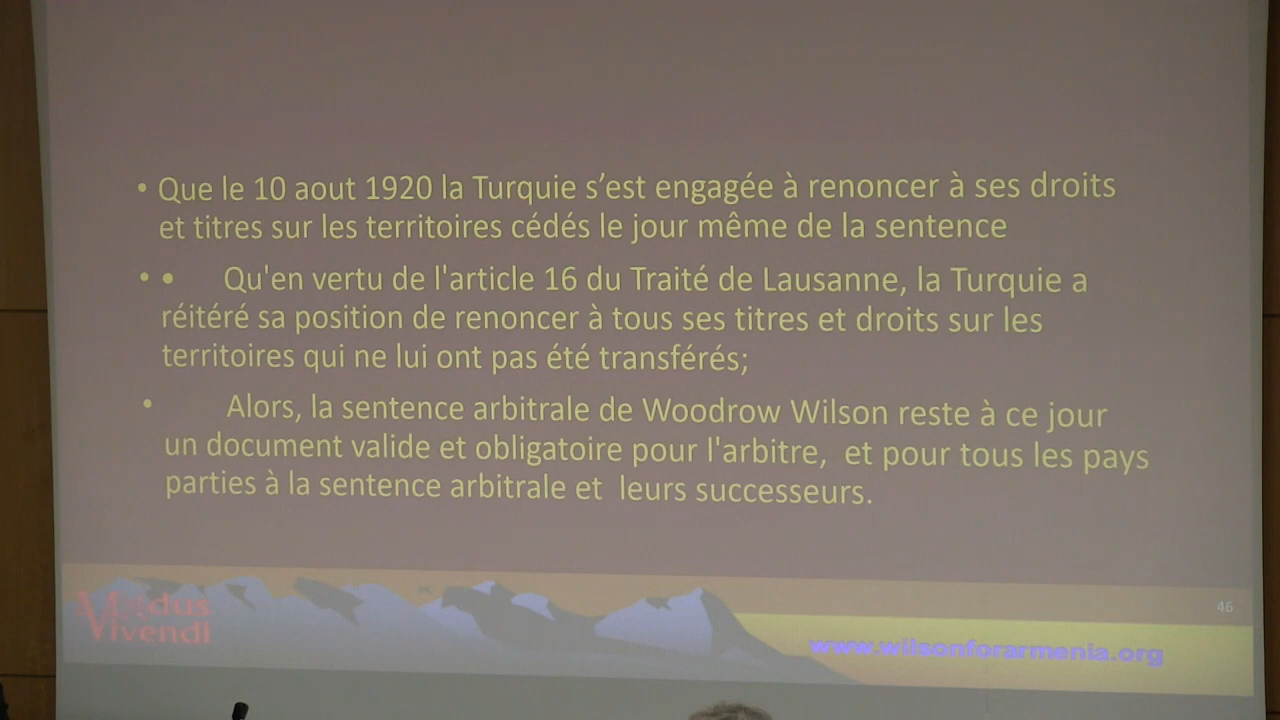 • Que le 10 aout 1920 la Turquie s’est engagée à renoncer à ses droits
et titres sur les territoires cédés le jour même de la sentence
• • Qu'en vertu de l'article 16 du Traité de Lausanne, la Turquie a
réitéré sa position de renoncer à tous ses titres et droits sur les
territoires qui ne lui ont pas été transférés;
• Alors, la sentence arbitrale de Woodrow Wilson reste à ce jour
un document valide et obligatoire pour l'arbitre, et pour tous les pays
parties à la sentence arbitrale et leurs successeurs.
46
Modus
Vivendi
www.wilsonforarmenia.org